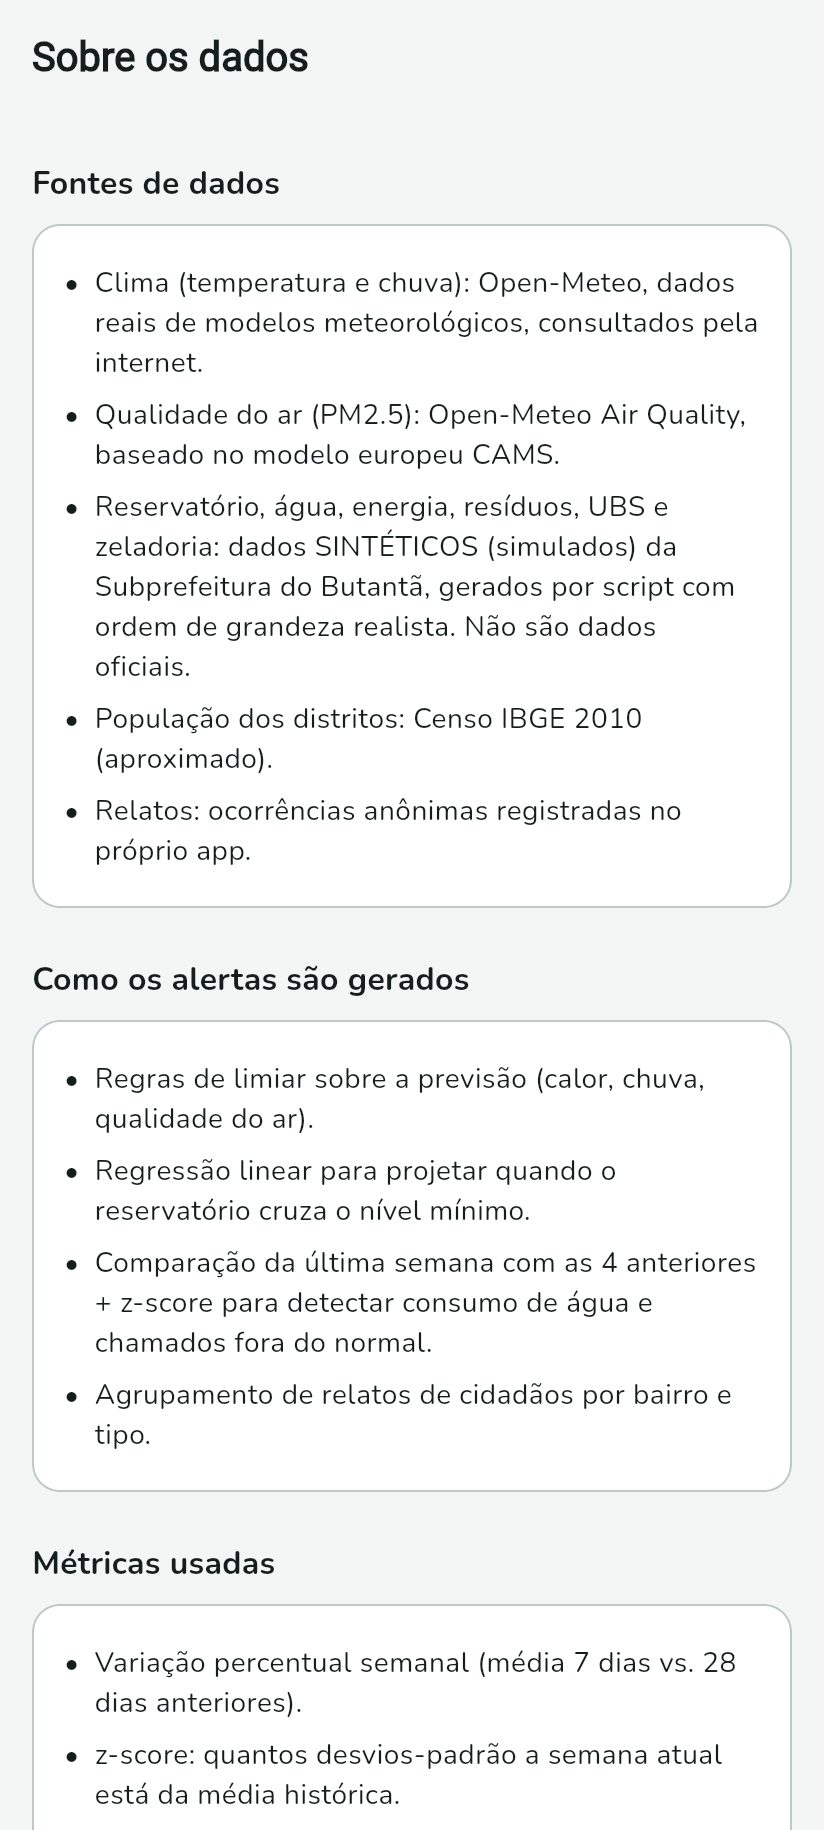 Sobre os dados
Fontes de dados
• Clima (temperatura e chuva): Open-Meteo, dados
reais de modelos meteorológicos, consultados pela
internet.
• Qualidade do ar (PM2.5): Open-Meteo Air Quality,
baseado no modelo europeu CAMS.
• Reservatório, água, energia, resíduos, UBS e
zeladoria: dados SINTÉTICOS (simulados) da
Subprefeitura do Butantã, gerados por script com
ordem de grandeza realista. Não são dados
oficiais.
• População dos distritos: Censo IBGE 2010
(aproximado).
• Relatos: ocorrências anônimas registradas no
próprio app.
Como os alertas são gerados
• Regras de limiar sobre a previsão (calor, chuva,
qualidade do ar).
• Regressão linear para projetar quando o
reservatório cruza o nível mínimo.
• Comparação da última semana com as 4 anteriores
+ z-score para detectar consumo de água e
chamados fora do normal.
• Agrupamento de relatos de cidadãos por bairro e
tipo.
Métricas usadas
• Variação percentual semanal (média 7 dias vs. 28
dias anteriores).
• z-score: quantos desvios-padrão a semana atual
está da média histórica.